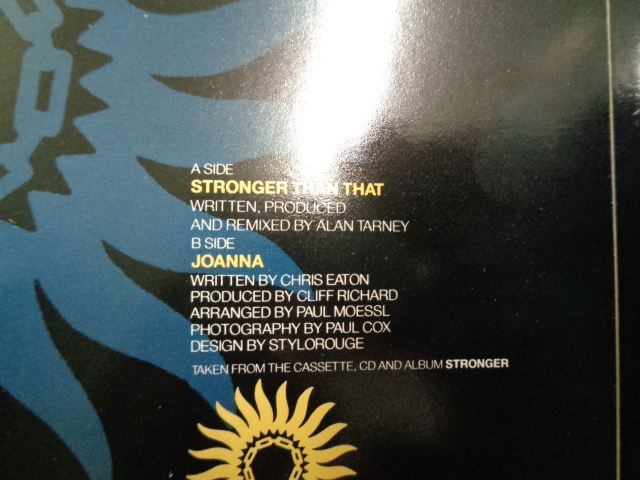 A SIDE
STRONGER THAN THAT
WRITTEN, PRODUCED
AND REMIXED BY ALAN TARNEY
B SIDE
JOANNA
WRITTEN BY CHRIS EATON
PRODUCED BY CLIFF RICHARD
ARRANGED BY PAUL MOESSL
PHOTOGRAPHY BY PAUL COX
DESIGN BY STYLOROUGE
TAKEN FROM THE CASSETTE, CD AND ALBUM STRONGER